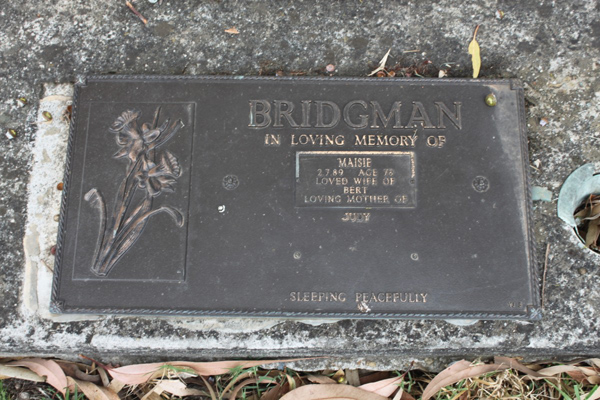 BRIDGMAN
IN LOVING MEMORY OF
MAISIE
2.7.89 AGE 78
LOVED WIFE OF
BERT
LOVING MOTHER OF
JUDY
SLEEPING PEACEFULLY